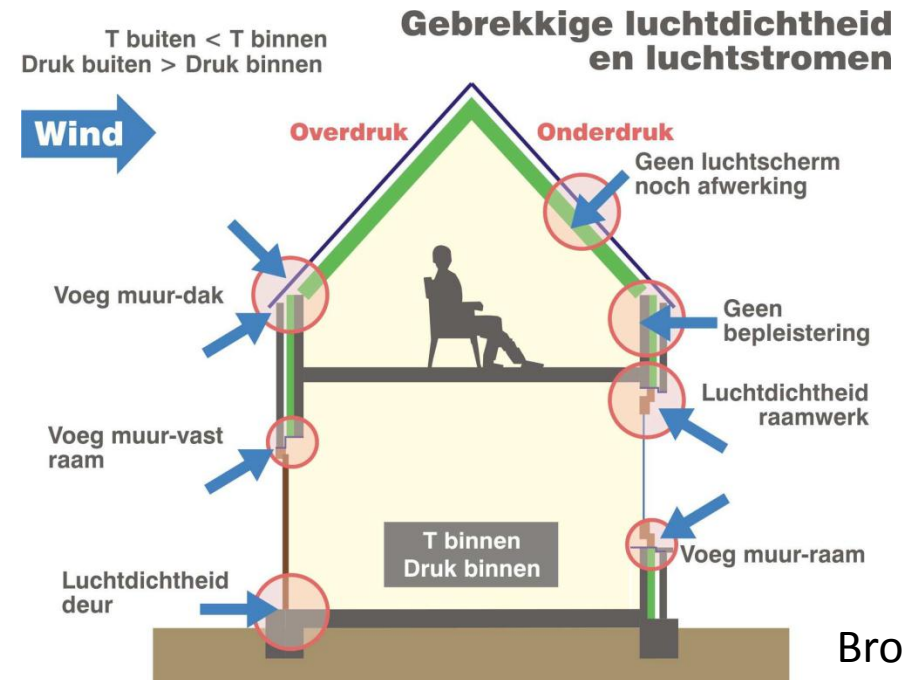 Gebrekkige luchtdichtheid
en luchtstromen
T buiten < T binnen
Druk buiten > Druk binnen
Wind
Overdruk
Onderdruk
Geen luchtscherm
noch afwerking
Voeg muur-dak
Geen
bepleistering
Luchtdichtheid
raamwerk
Voeg muur-vast
raam
T binnen
Druk binnen
Voeg muur-raam
Luchtdichtheid
deur
Bro